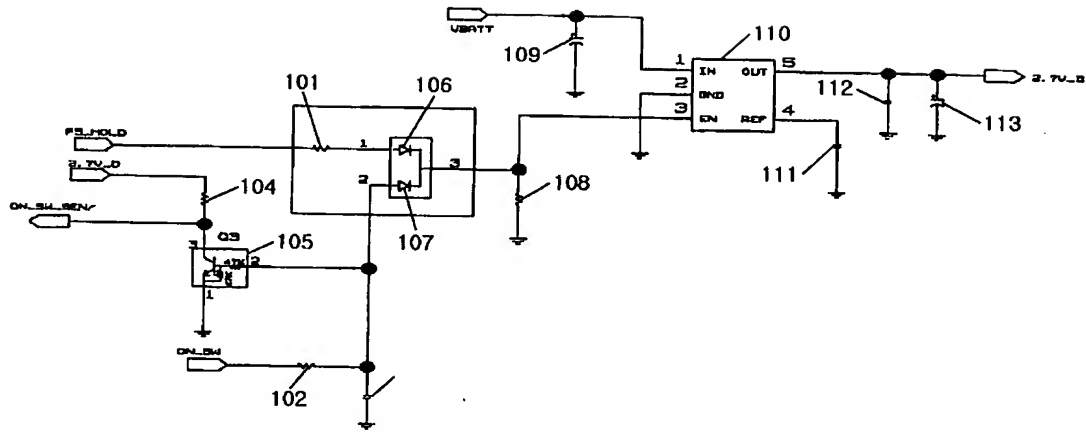 VBATT
109
110
1 IN OUT 5
2 GND
3 EN REF 4
112
113
2.7V_D
111
101
106
PS_HOLD
1
2
3
2.7V_D
104
108
107
ON_SW_SEN/
Q3
105
3
47K
2
1
ON_SW
102